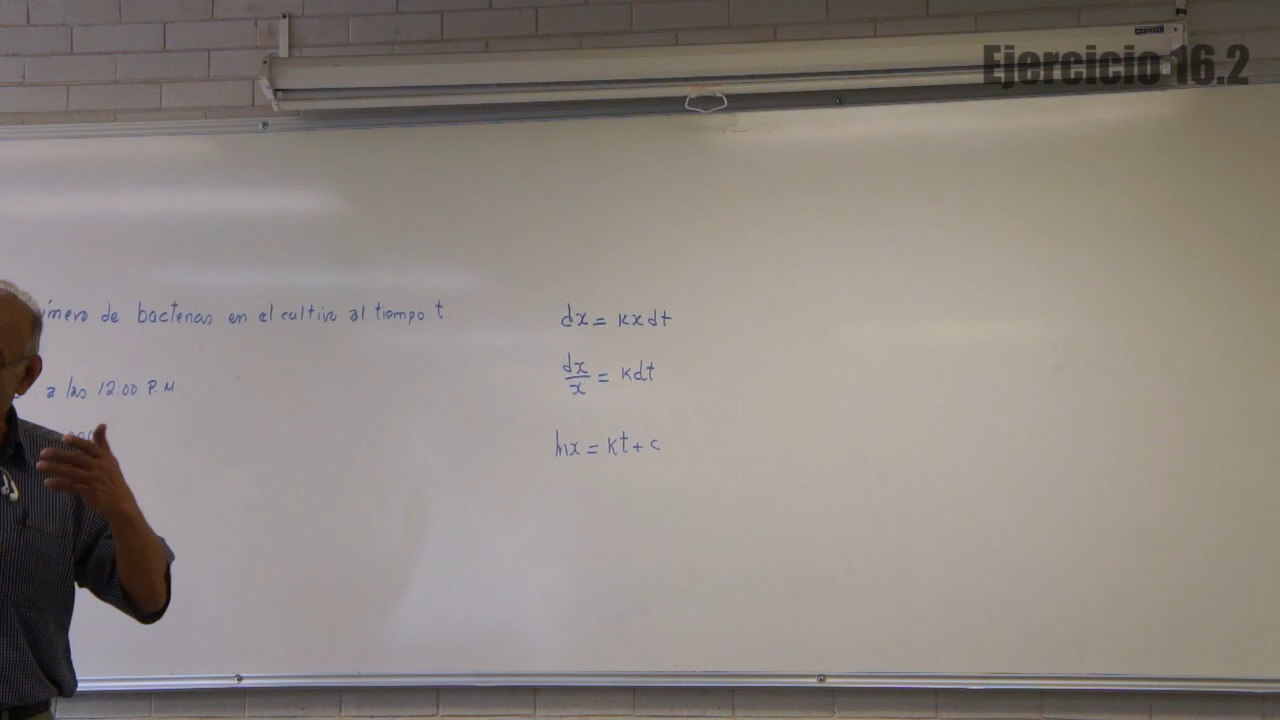 Ejercicio 16.2
úmero de bacterias en el cultivo al tiempo t.
a las 12:00 P.M
dx = kxdt
dx/x = kdt
lnx = kt + c